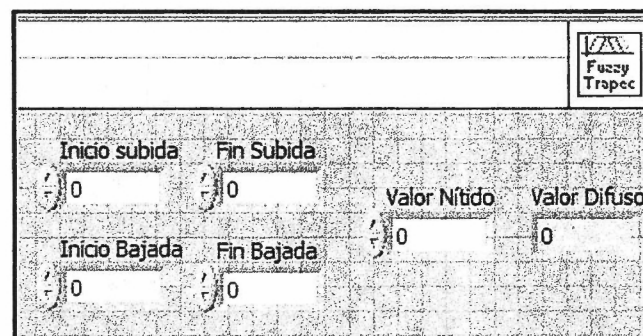 Fuzzy
Trapec
Inicio subida Fin Subida
0 0
Valor Nítido Valor Difuso
0 0
Inicio Bajada Fin Bajada
0 0